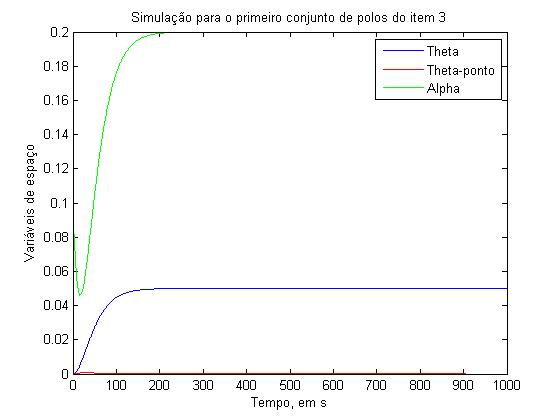 Simulação para o primeiro conjunto de polos do item 3
0.2
0.18
0.16
0.14
0.12
0.1
0.08
0.06
0.04
0.02
0
Variáveis de espaço
Theta
Theta-ponto
Alpha
0 100 200 300 400 500 600 700 800 900 1000
Tempo, em s